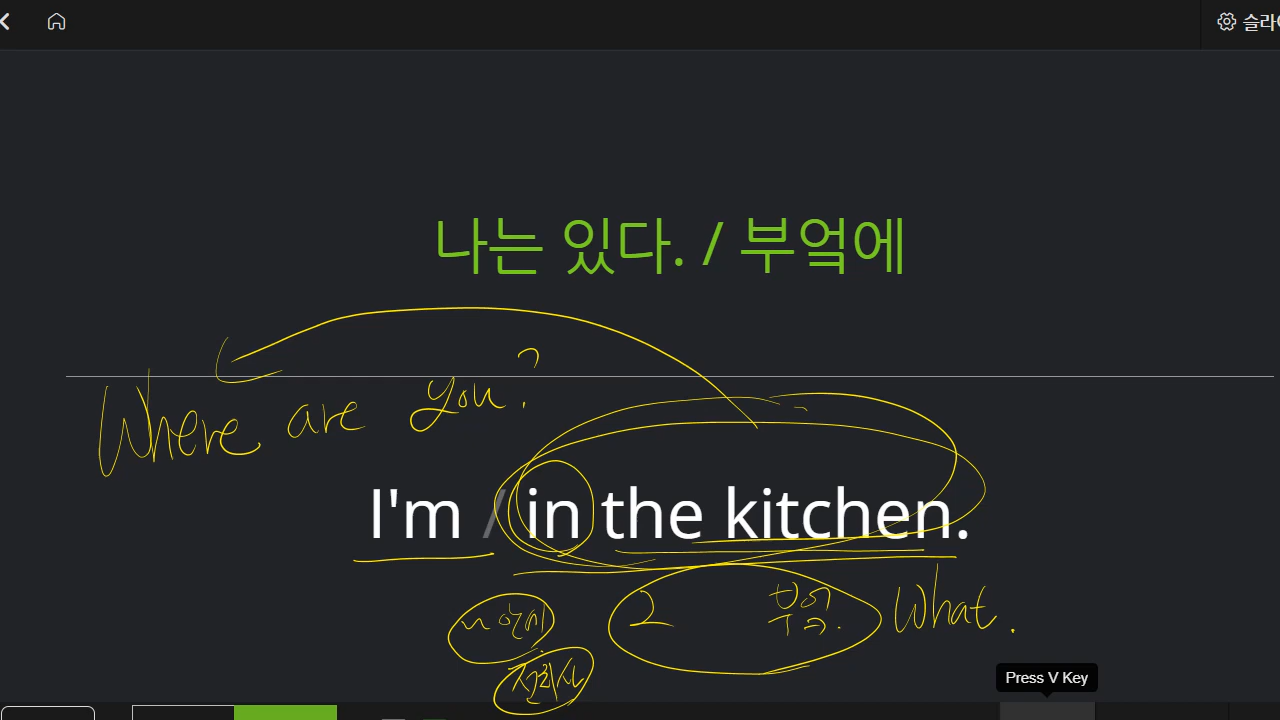 슬라이
나는 있다. / 부엌에
Where are you?
I'm / in the kitchen.
~ 안에 그 부엌. What.
전치사
Press V Key